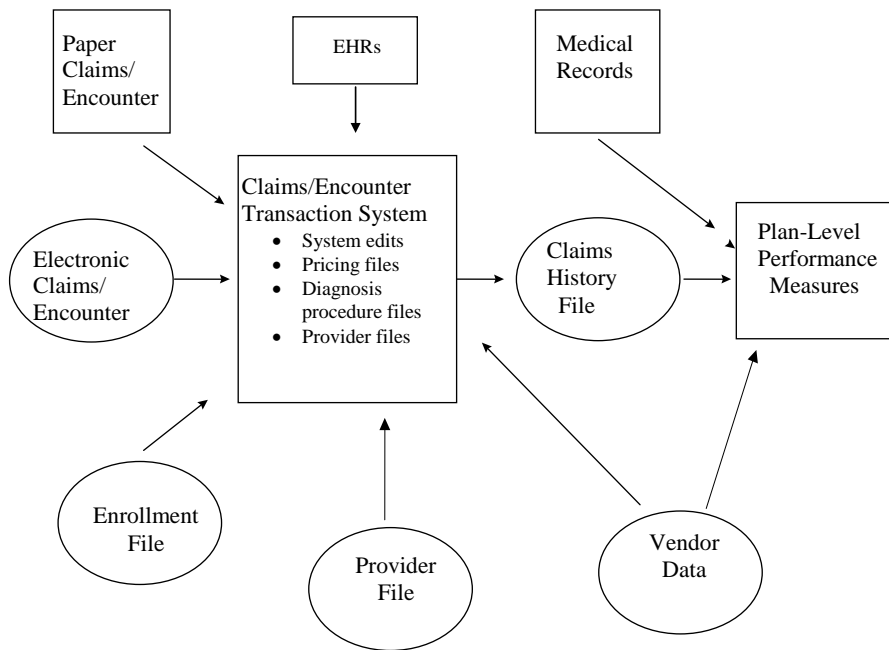 Paper
Claims/
Encounter
EHRs
Medical
Records
Claims/Encounter
Transaction System
● System edits
● Pricing files
● Diagnosis
procedure files
● Provider files
Electronic
Claims/
Encounter
Claims
History
File
Plan-Level
Performance
Measures
Enrollment
File
Provider
File
Vendor
Data